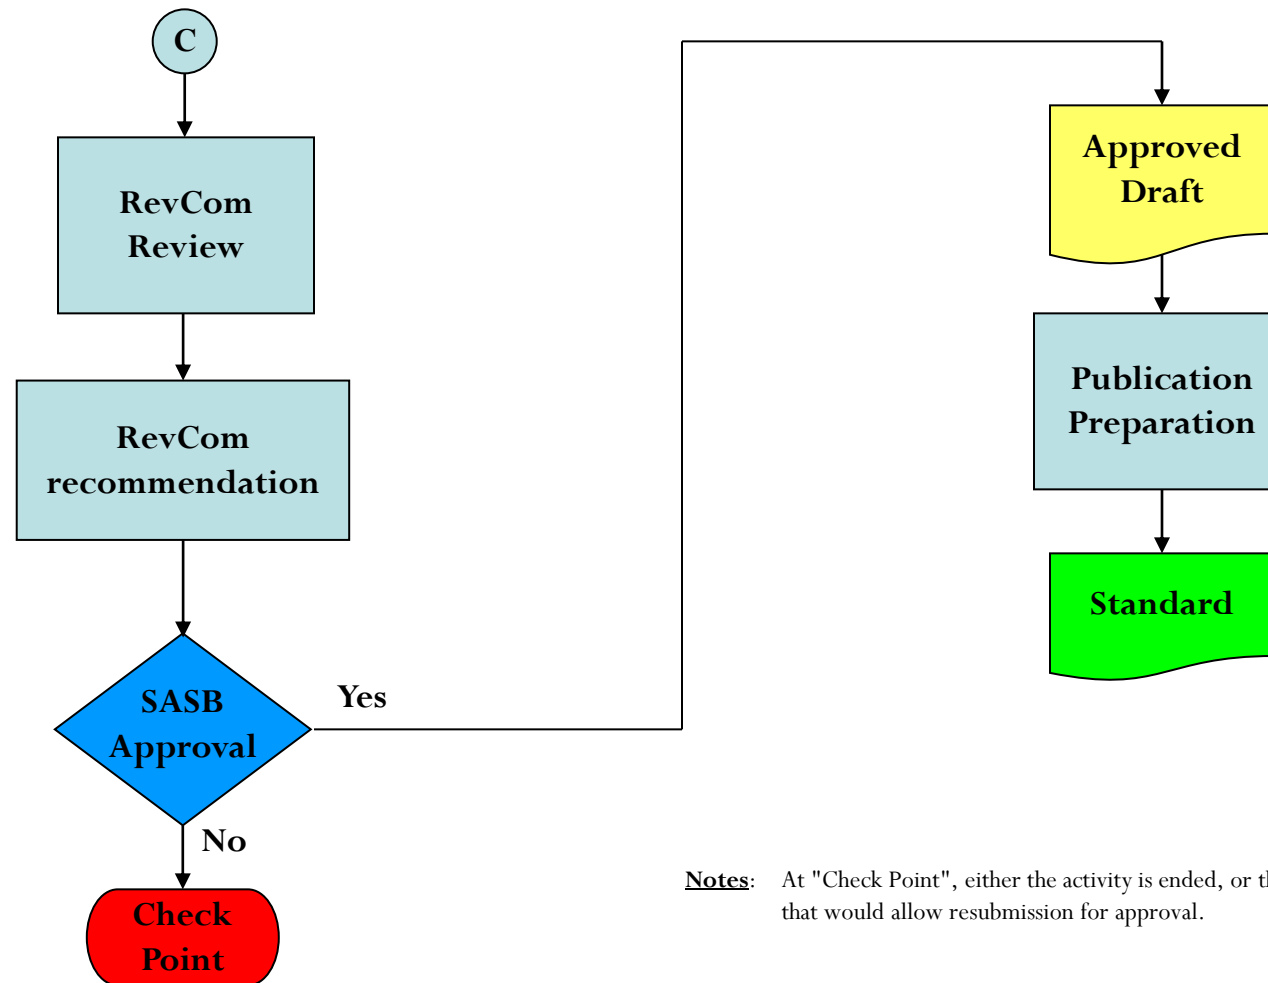 C
RevCom
Review
RevCom
recommendation
SASB
Approval
Yes
No
Check
Point
Approved
Draft
Publication
Preparation
Standard
Notes: At "Check Point", either the activity is ended, or
that would allow resubmission for approval.